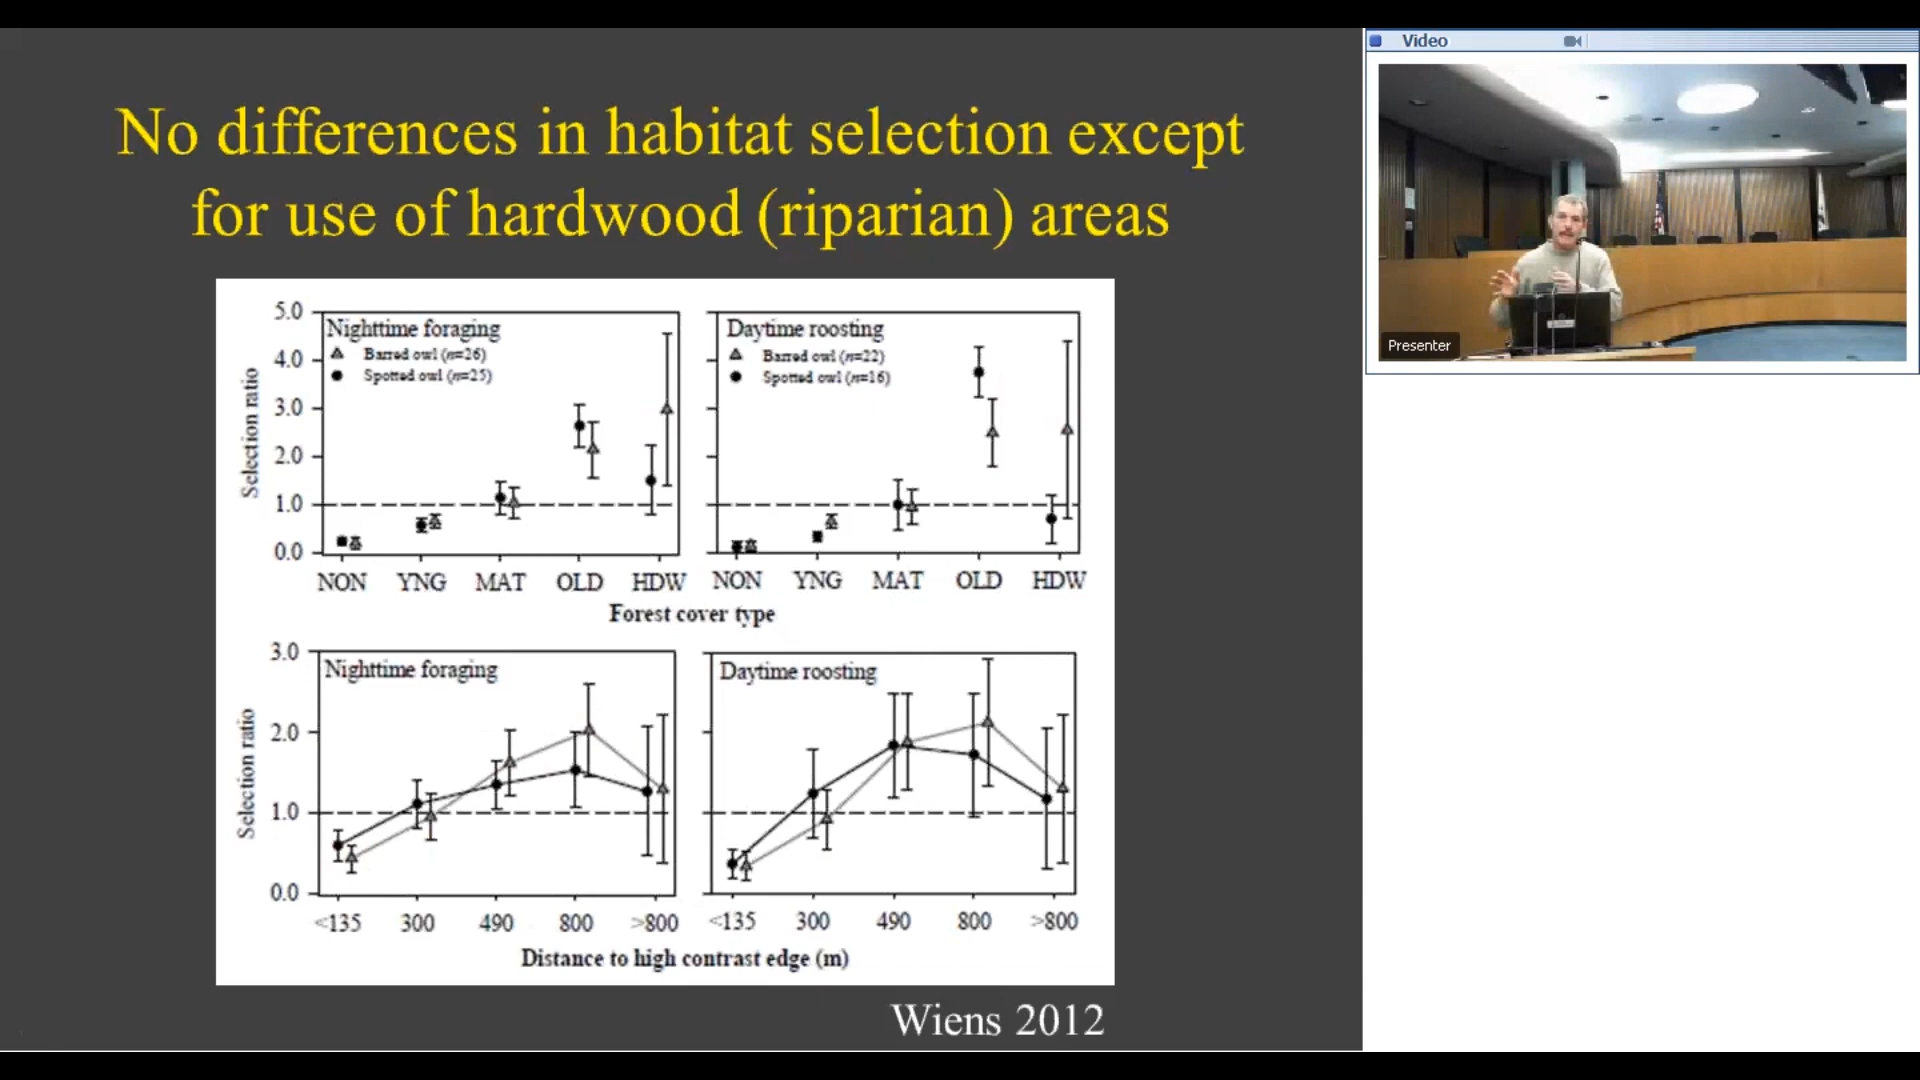 No differences in habitat selection except
for use of hardwood (riparian) areas
Selection ratio
5.0
4.0
3.0
2.0
1.0
0.0
Nighttime foraging
Barred owl (n=26)
Spotted owl (n=25)
Daytime roosting
Barred owl (n=22)
Spotted owl (n=16)
NON YNG MAT OLD HDW NON YNG MAT OLD HDW
Forest cover type
Selection ratio
3.0
2.0
1.0
0.0
Nighttime foraging
Daytime roosting
<135 300 490 800 >800 <135 300 490 800 >800
Distance to high contrast edge (m)
Wiens 2012
Video
Presenter